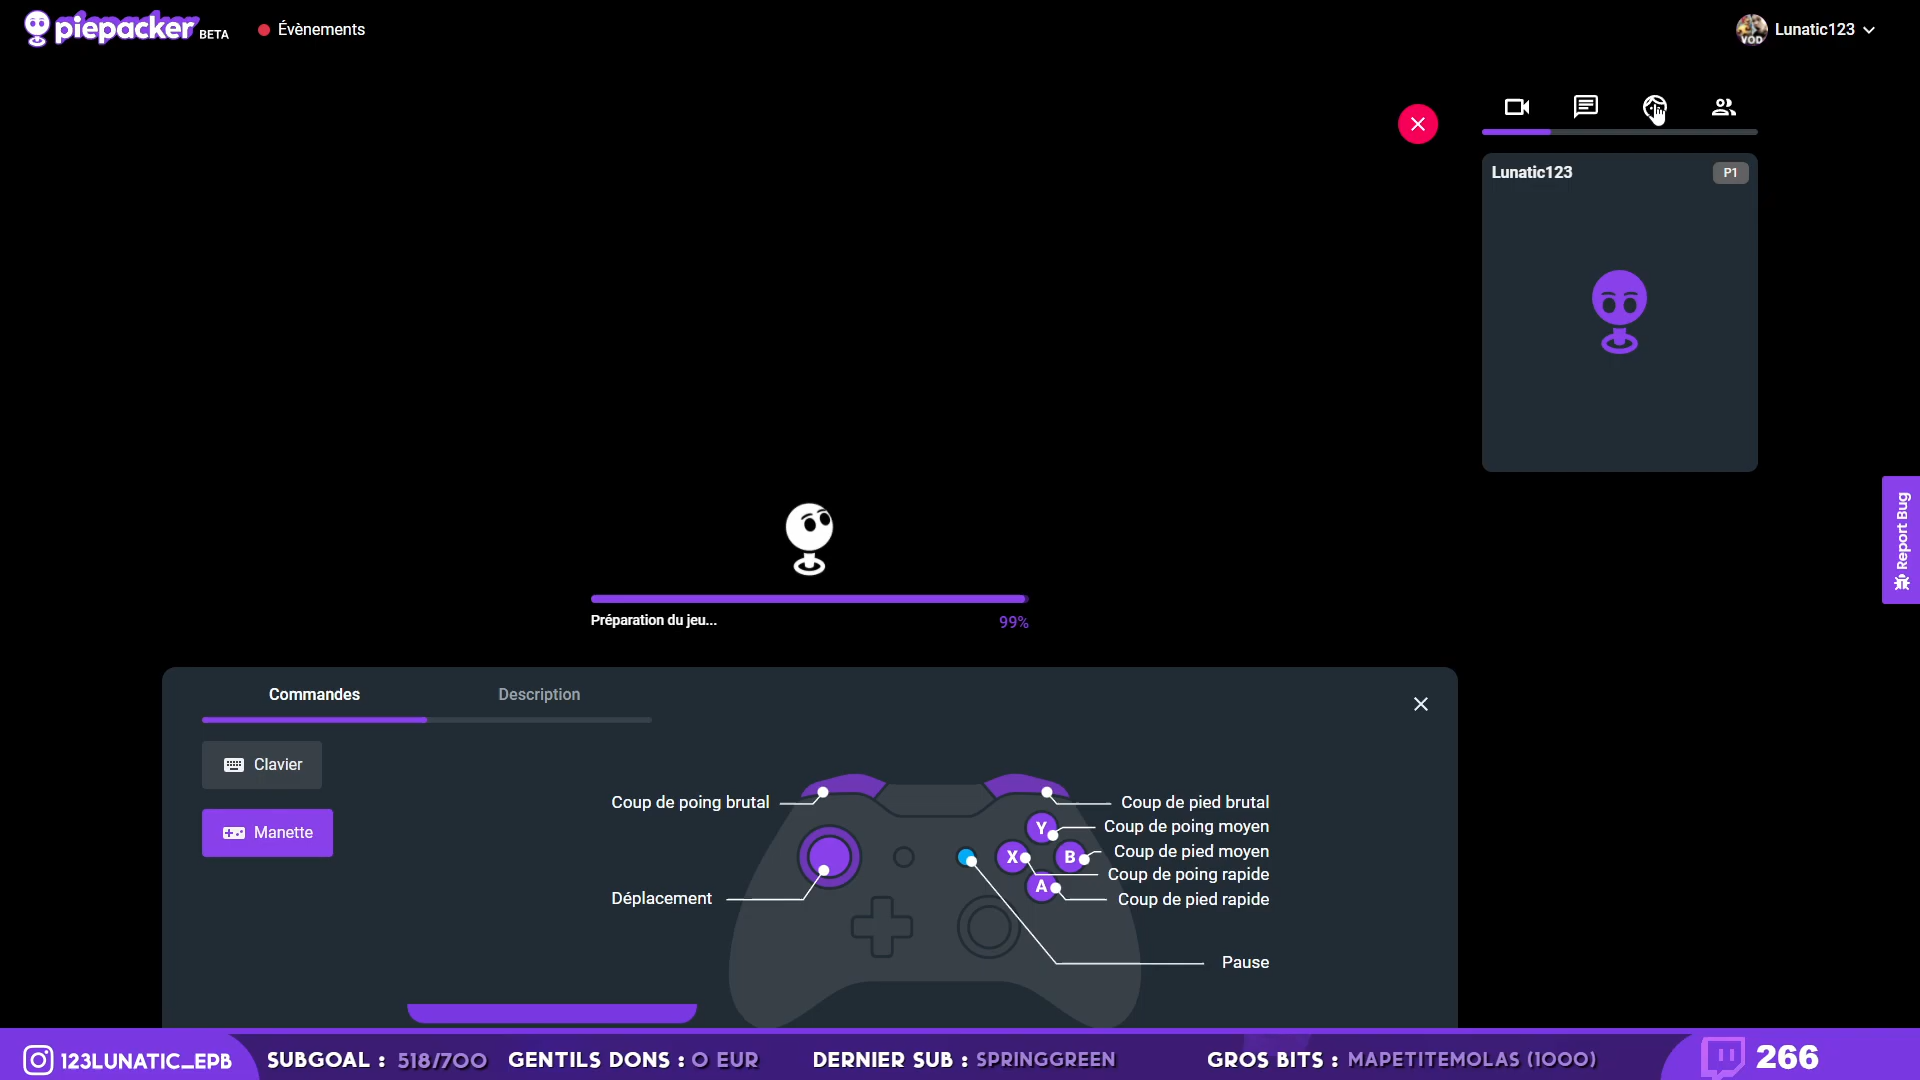 piepacker BETA
Évènements
Lunatic123
VOD
Lunatic123
P1
Report Bug
Préparation du jeu...
99%
Commandes
Description
Clavier
Manette
Coup de poing brutal
Déplacement
Coup de pied brutal
Coup de poing moyen
Coup de pied moyen
Coup de poing rapide
Coup de pied rapide
Pause
Y
X
B
A
123LUNATIC_EPB
SUBGOAL : 518/700
GENTILS DONS : 0 EUR
DERNIER SUB : SPRINGGREEN
GROS BITS : MAPETITEMOLAS (1000)
266